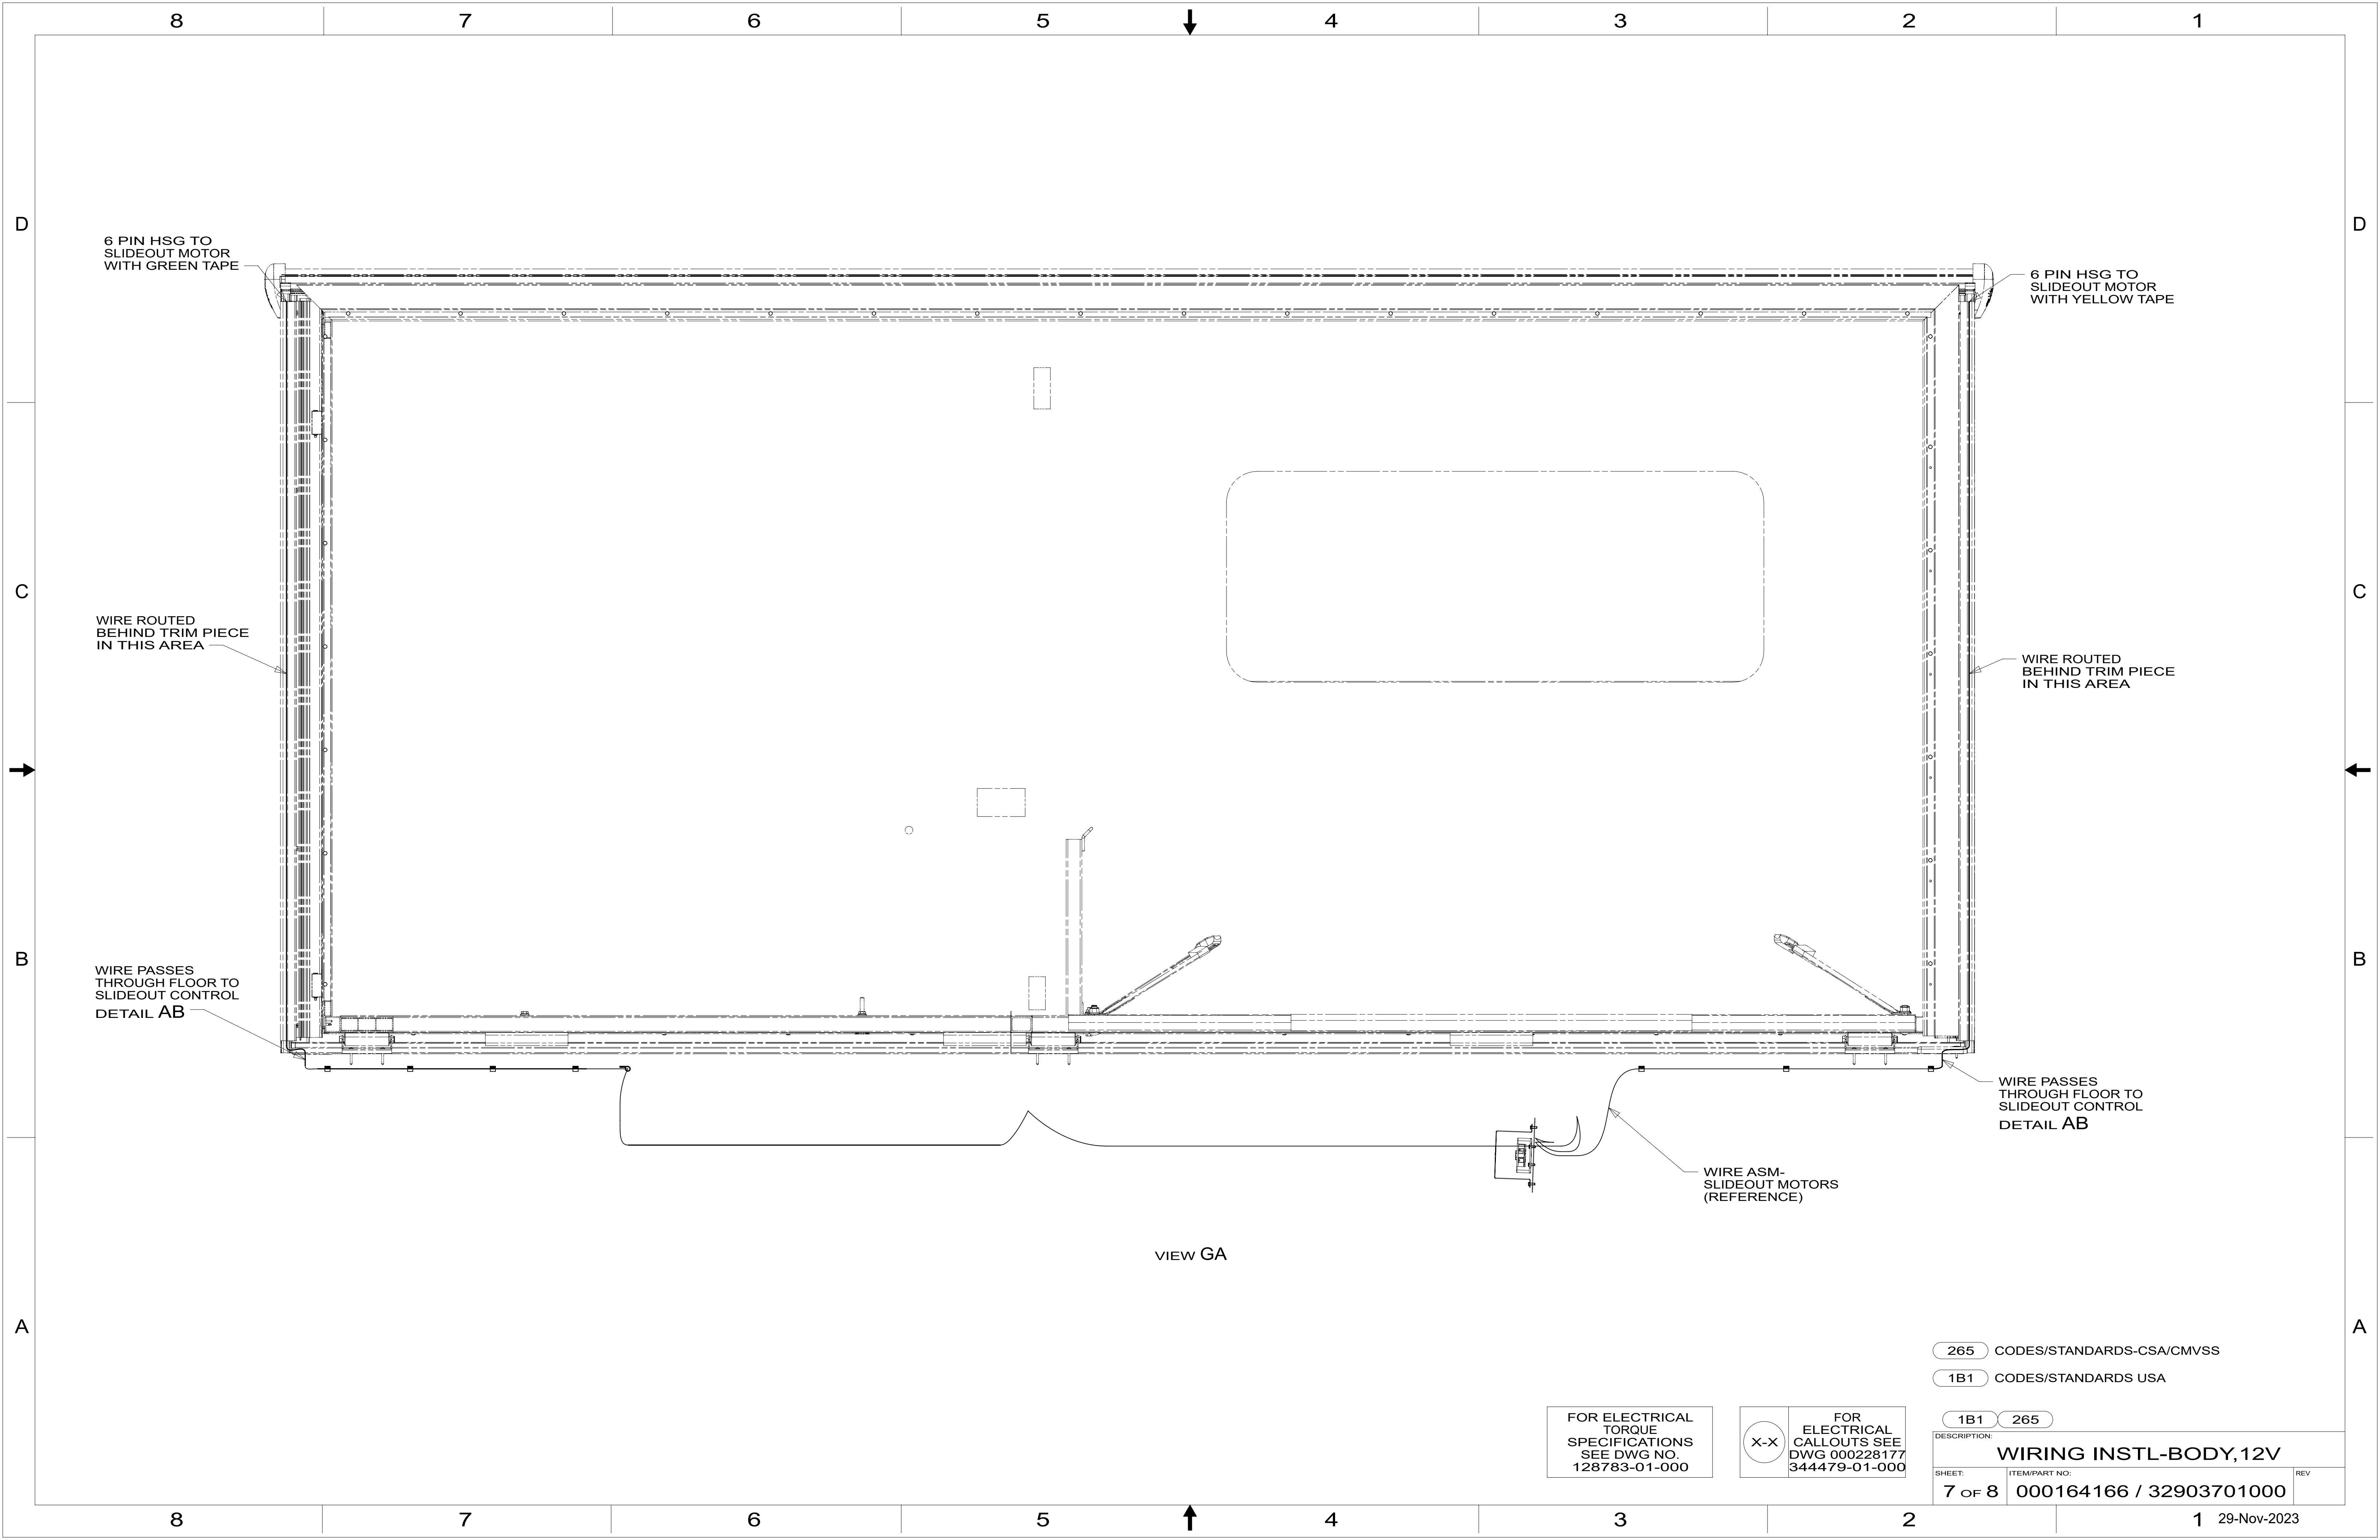 8 7 6 5 4 3 2 1
D
D
6 PIN HSG TO
SLIDEOUT MOTOR
WITH GREEN TAPE
6 PIN HSG TO
SLIDEOUT MOTOR
WITH YELLOW TAPE
C
C
WIRE ROUTED
BEHIND TRIM PIECE
IN THIS AREA
WIRE ROUTED
BEHIND TRIM PIECE
IN THIS AREA
B
B
WIRE PASSES
THROUGH FLOOR TO
SLIDEOUT CONTROL
DETAIL AB
WIRE PASSES
THROUGH FLOOR TO
SLIDEOUT CONTROL
DETAIL AB
WIRE ASM-
SLIDEOUT MOTORS
(REFERENCE)
VIEW GA
A
A
265 CODES/STANDARDS-CSA/CMVSS
1B1 CODES/STANDARDS USA
FOR ELECTRICAL
TORQUE
SPECIFICATIONS
SEE DWG NO.
128783-01-000
X-X
FOR
ELECTRICAL
CALLOUTS SEE
DWG 000228177
344479-01-000
1B1 265
DESCRIPTION:
WIRING INSTL-BODY,12V
SHEET: ITEM/PART NO: REV
7 OF 8 000164166 / 32903701000
8 7 6 5 4 3 2 1 29-Nov-2023